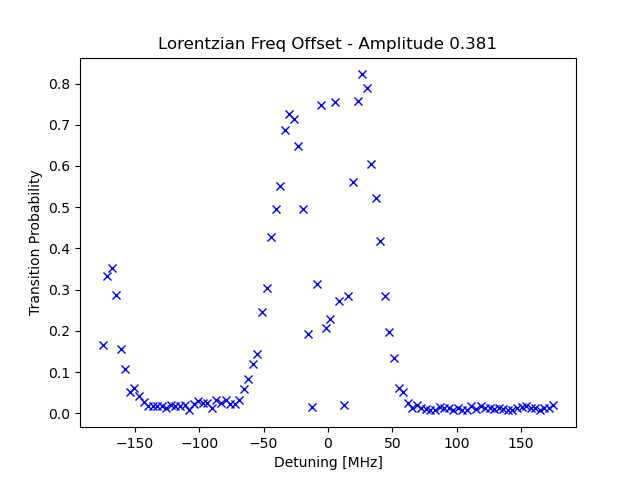 Lorentzian Freq Offset - Amplitude 0.381
Transition Probability
0.8
0.7
0.6
0.5
0.4
0.3
0.2
0.1
0.0
−150 −100 −50 0 50 100 150
Detuning [MHz]